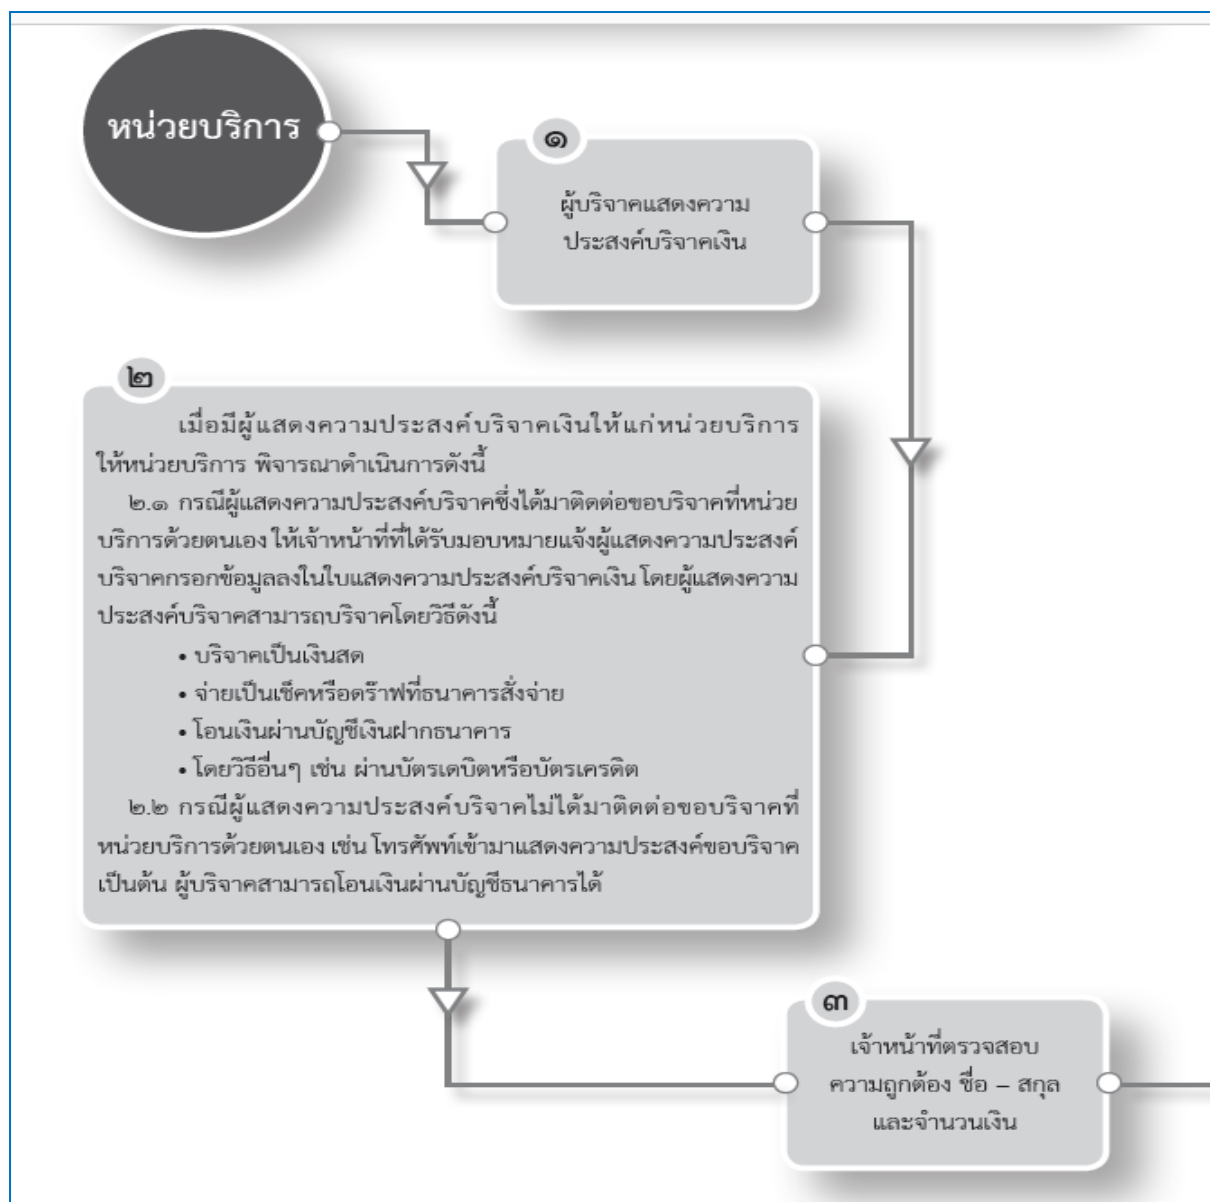 หน่วยบริการ
๑
ผู้บริจาคแสดงความ
ประสงค์บริจาคเงิน
๒
เมื่อมีผู้แสดงความประสงค์บริจาคเงินให้แก่หน่วยบริการ
ให้หน่วยบริการ พิจารณาดำเนินการดังนี้
๒.๑ กรณีผู้แสดงความประสงค์บริจาคซึ่งได้มาติดต่อขอบริจาคที่หน่วย
บริการด้วยตนเอง ให้เจ้าหน้าที่ที่ได้รับมอบหมายแจ้งผู้แสดงความประสงค์
บริจาคกรอกข้อมูลลงในใบแสดงความประสงค์บริจาคเงิน โดยผู้แสดงความ
ประสงค์บริจาคสามารถบริจาคโดยวิธีดังนี้
• บริจาคเป็นเงินสด
• จ่ายเป็นเช็คหรือดร๊าฟที่ธนาคารสั่งจ่าย
• โอนเงินผ่านบัญชีเงินฝากธนาคาร
• โดยวิธีอื่นๆ เช่น ผ่านบัตรเดบิตหรือบัตรเครดิต
๒.๒ กรณีผู้แสดงความประสงค์บริจาคไม่ได้มาติดต่อขอบริจาคที่
หน่วยบริการด้วยตนเอง เช่น โทรศัพท์เข้ามาแสดงความประสงค์ขอบริจาค
เป็นต้น ผู้บริจาคสามารถโอนเงินผ่านบัญชีธนาคารได้
๓
เจ้าหน้าที่ตรวจสอบ
ความถูกต้อง ชื่อ – สกุล
และจำนวนเงิน